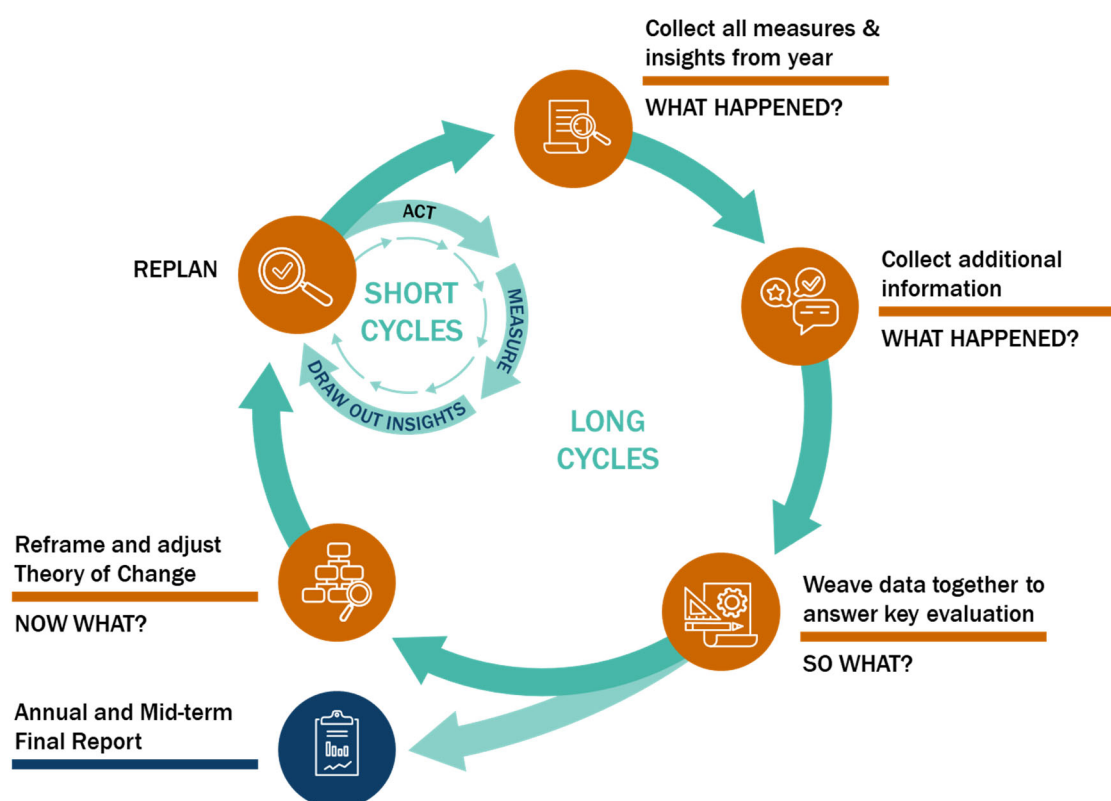 Collect all measures &
insights from year
WHAT HAPPENED?
ACT
REPLAN
SHORT
CYCLES
MEASURE
DRAW OUT INSIGHTS
Collect additional
information
WHAT HAPPENED?
LONG
CYCLES
Reframe and adjust
Theory of Change
NOW WHAT?
Weave data together to
answer key evaluation
SO WHAT?
Annual and Mid-term
Final Report